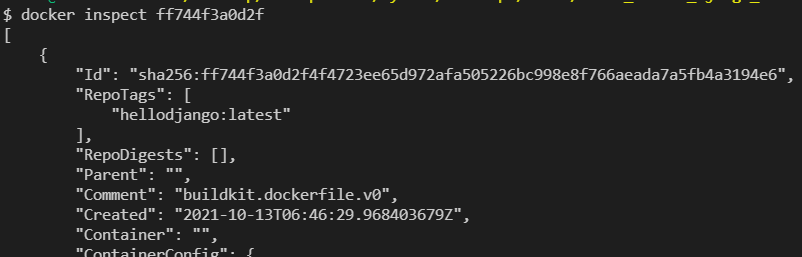 $ docker inspect ff744f3a0d2f
[
    {
        "Id": "sha256:ff744f3a0d2f4f4723ee65d972afa505226bc998e8f766aeada7a5fb4a3194e6",
        "RepoTags": [
            "hellodjango:latest"
        ],
        "RepoDigests": [],
        "Parent": "",
        "Comment": "buildkit.dockerfile.v0",
        "Created": "2021-10-13T06:46:29.968403679Z",
        "Container": "",
        "ContainerConfig": {